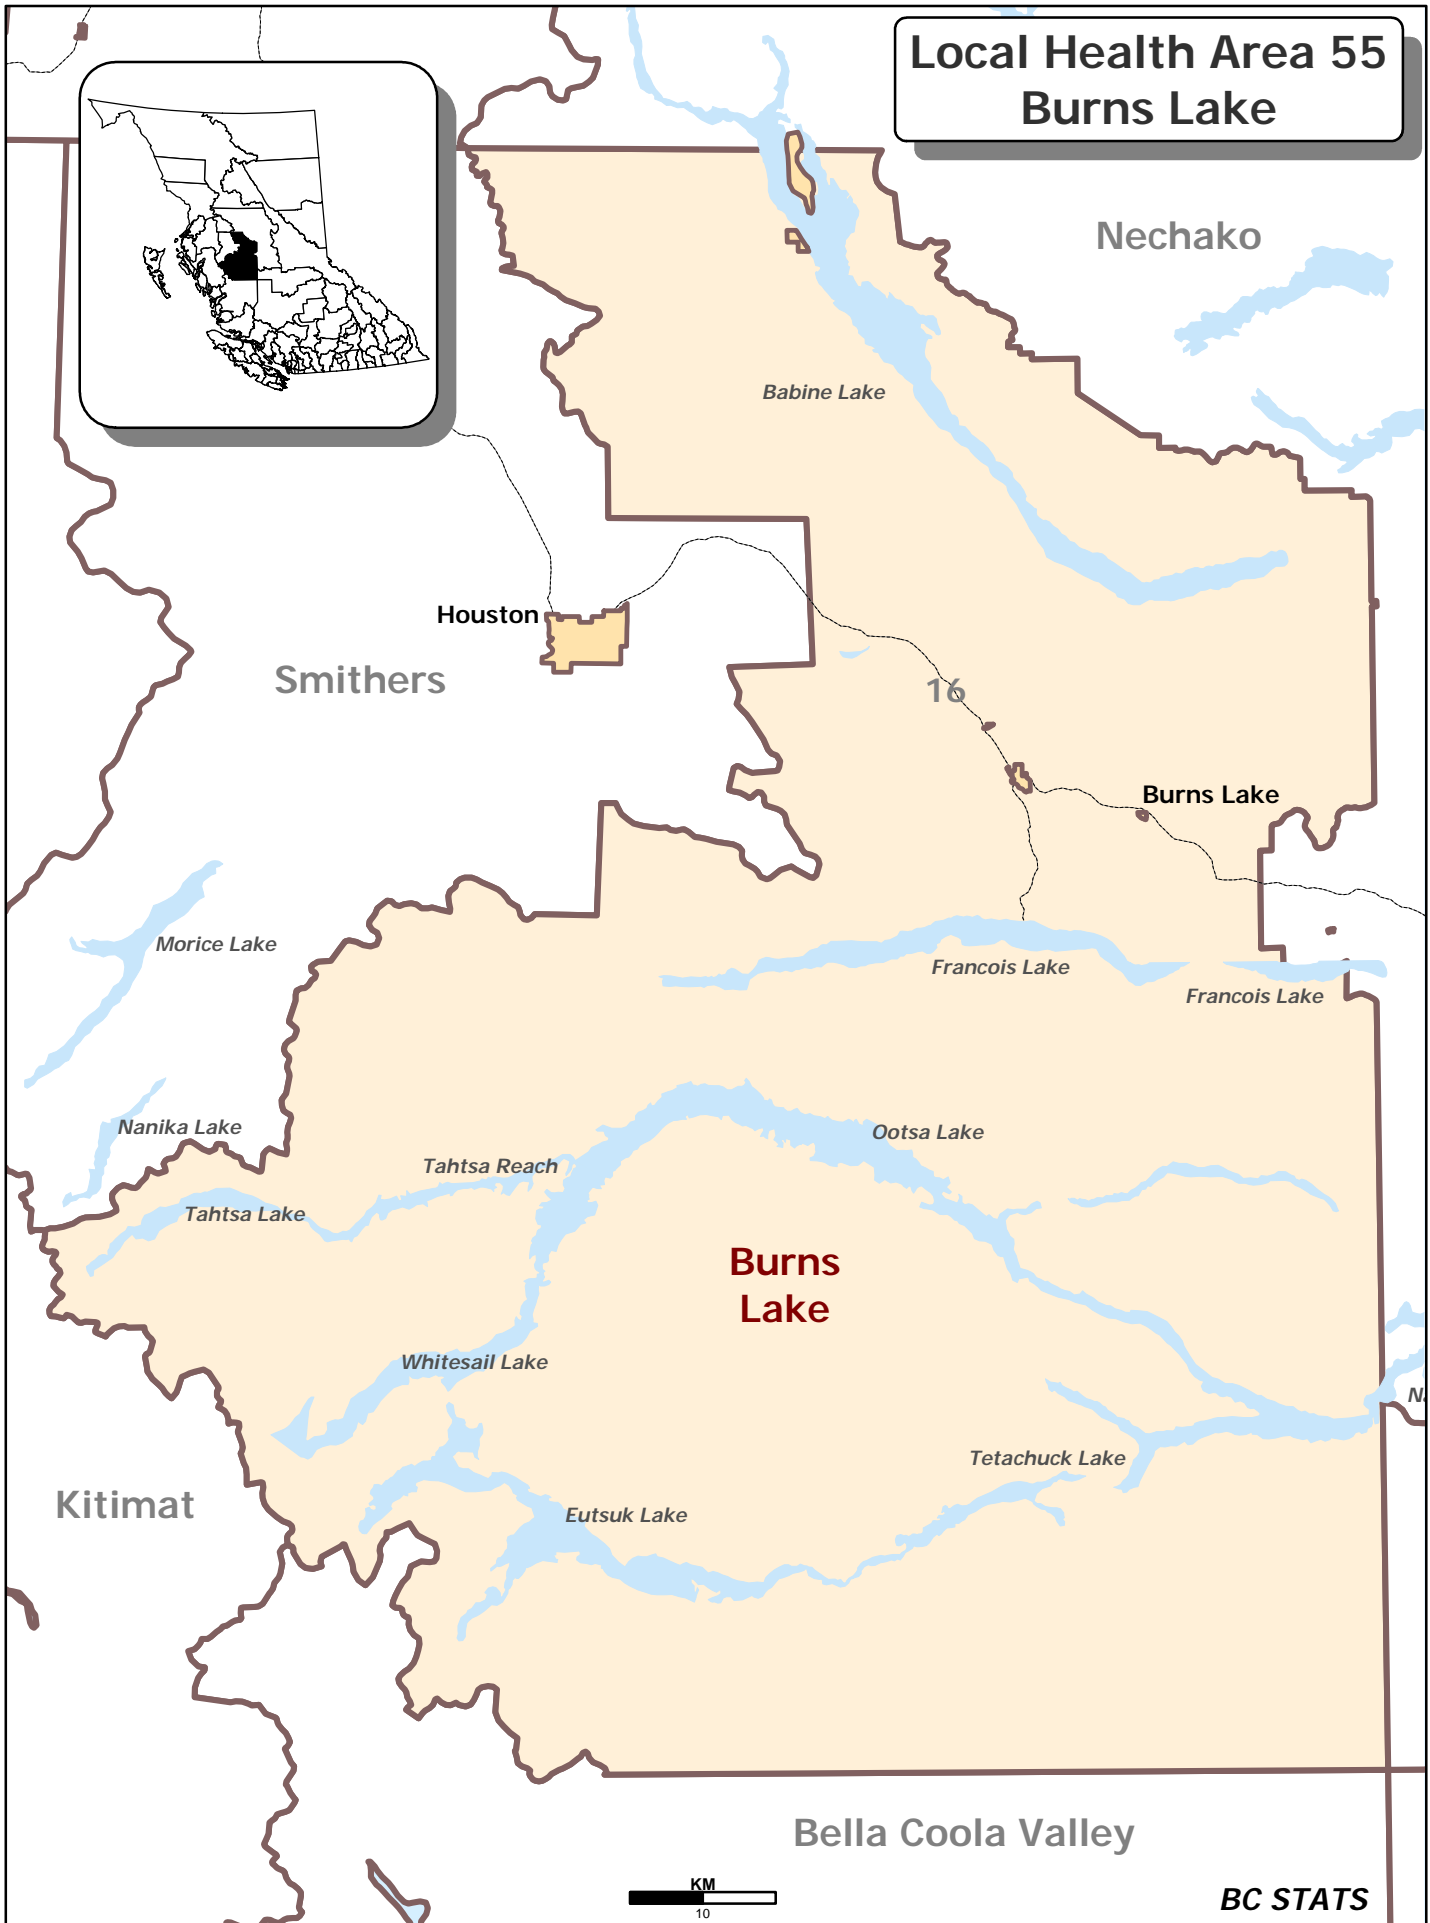 Local Health Area 55
Burns Lake
Nechako
Babine Lake
Houston
Smithers
16
Burns Lake
Morice Lake
Francois Lake
Francois Lake
Nanika Lake
Ootsa Lake
Tahtsa Reach
Tahtsa Lake
Burns
Lake
Whitesail Lake
Tetachuck Lake
Kitimat
Eutsuk Lake
Bella Coola Valley
KM
10
BC STATS